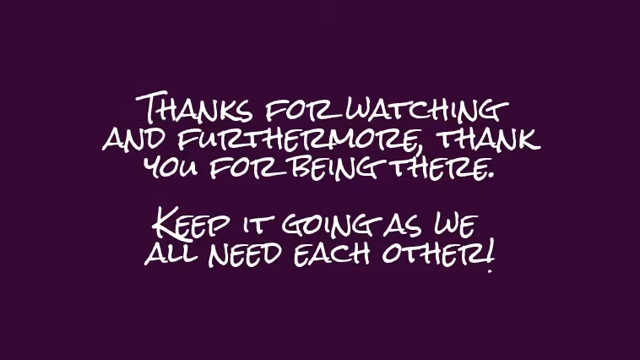 Thanks for watching
and furthermore, thank
you for being there.
Keep it going as we
all need each other!